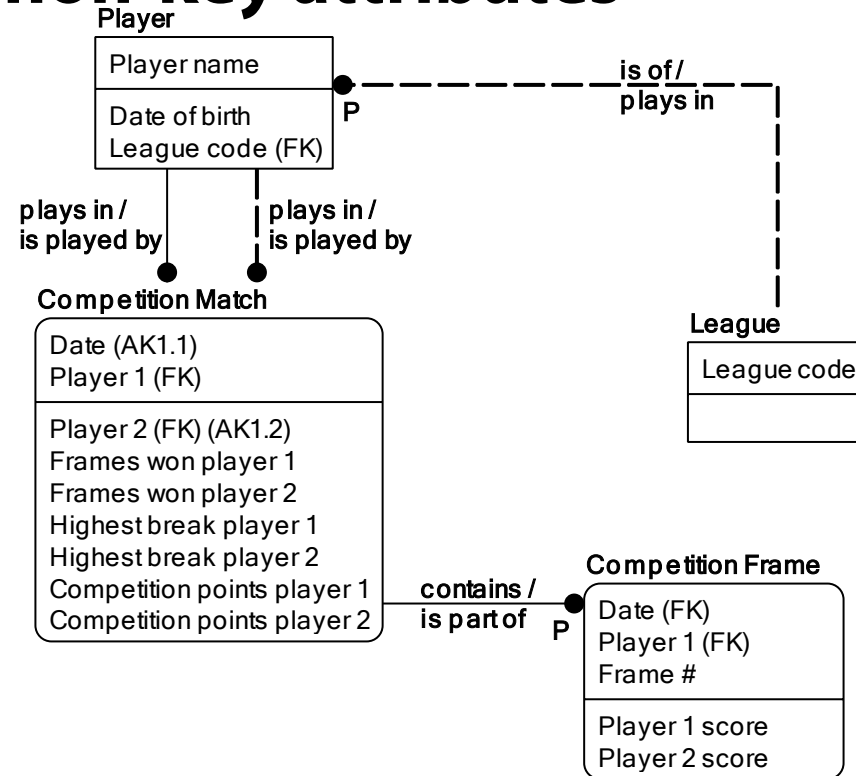 non-key attributes
Player
Player name
Date of birth
League code (FK)
P
is of /
plays in
plays in /
is played by
plays in /
is played by
Competition Match
Date (AK1.1)
Player 1 (FK)
Player 2 (FK) (AK1.2)
Frames won player 1
Frames won player 2
Highest break player 1
Highest break player 2
Competition points player 1
Competition points player 2
League
League code
contains /
is part of
P
Competition Frame
Date (FK)
Player 1 (FK)
Frame #
Player 1 score
Player 2 score